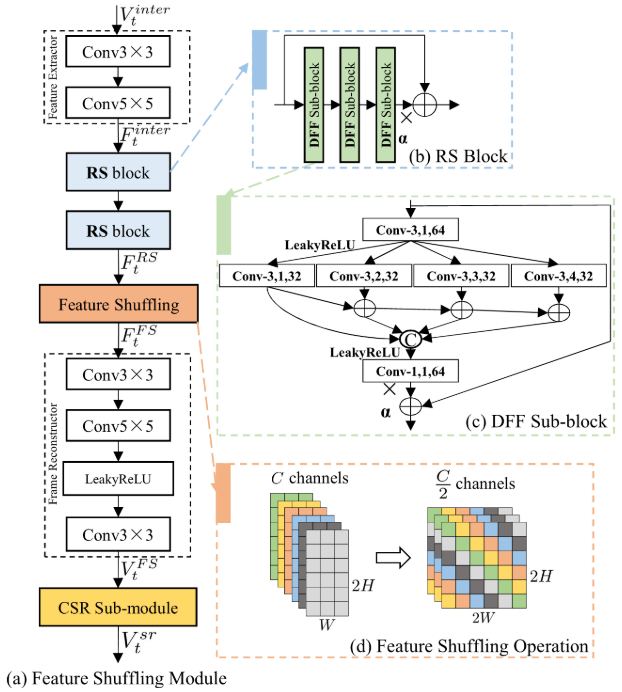 V_t^{inter}
Feature Extractor
Conv3×3
Conv5×5
F_t^{inter}
RS block
RS block
F_t^{RS}
Feature Shuffling
F_t^{FS}
Frame Reconstructor
Conv3×3
Conv5×5
LeakyReLU
Conv3×3
V_t^{FS}
CSR Sub-module
V_t^{sr}
(a) Feature Shuffling Module
DFF Sub-block
DFF Sub-block
DFF Sub-block
×
α
(b) RS Block
Conv-3,1,64
LeakyReLU
Conv-3,1,32 Conv-3,2,32 Conv-3,3,32 Conv-3,4,32
C
LeakyReLU
Conv-1,1,64
×
α
(c) DFF Sub-block
C channels
2H
W
C/2 channels
2H
2W
(d) Feature Shuffling Operation